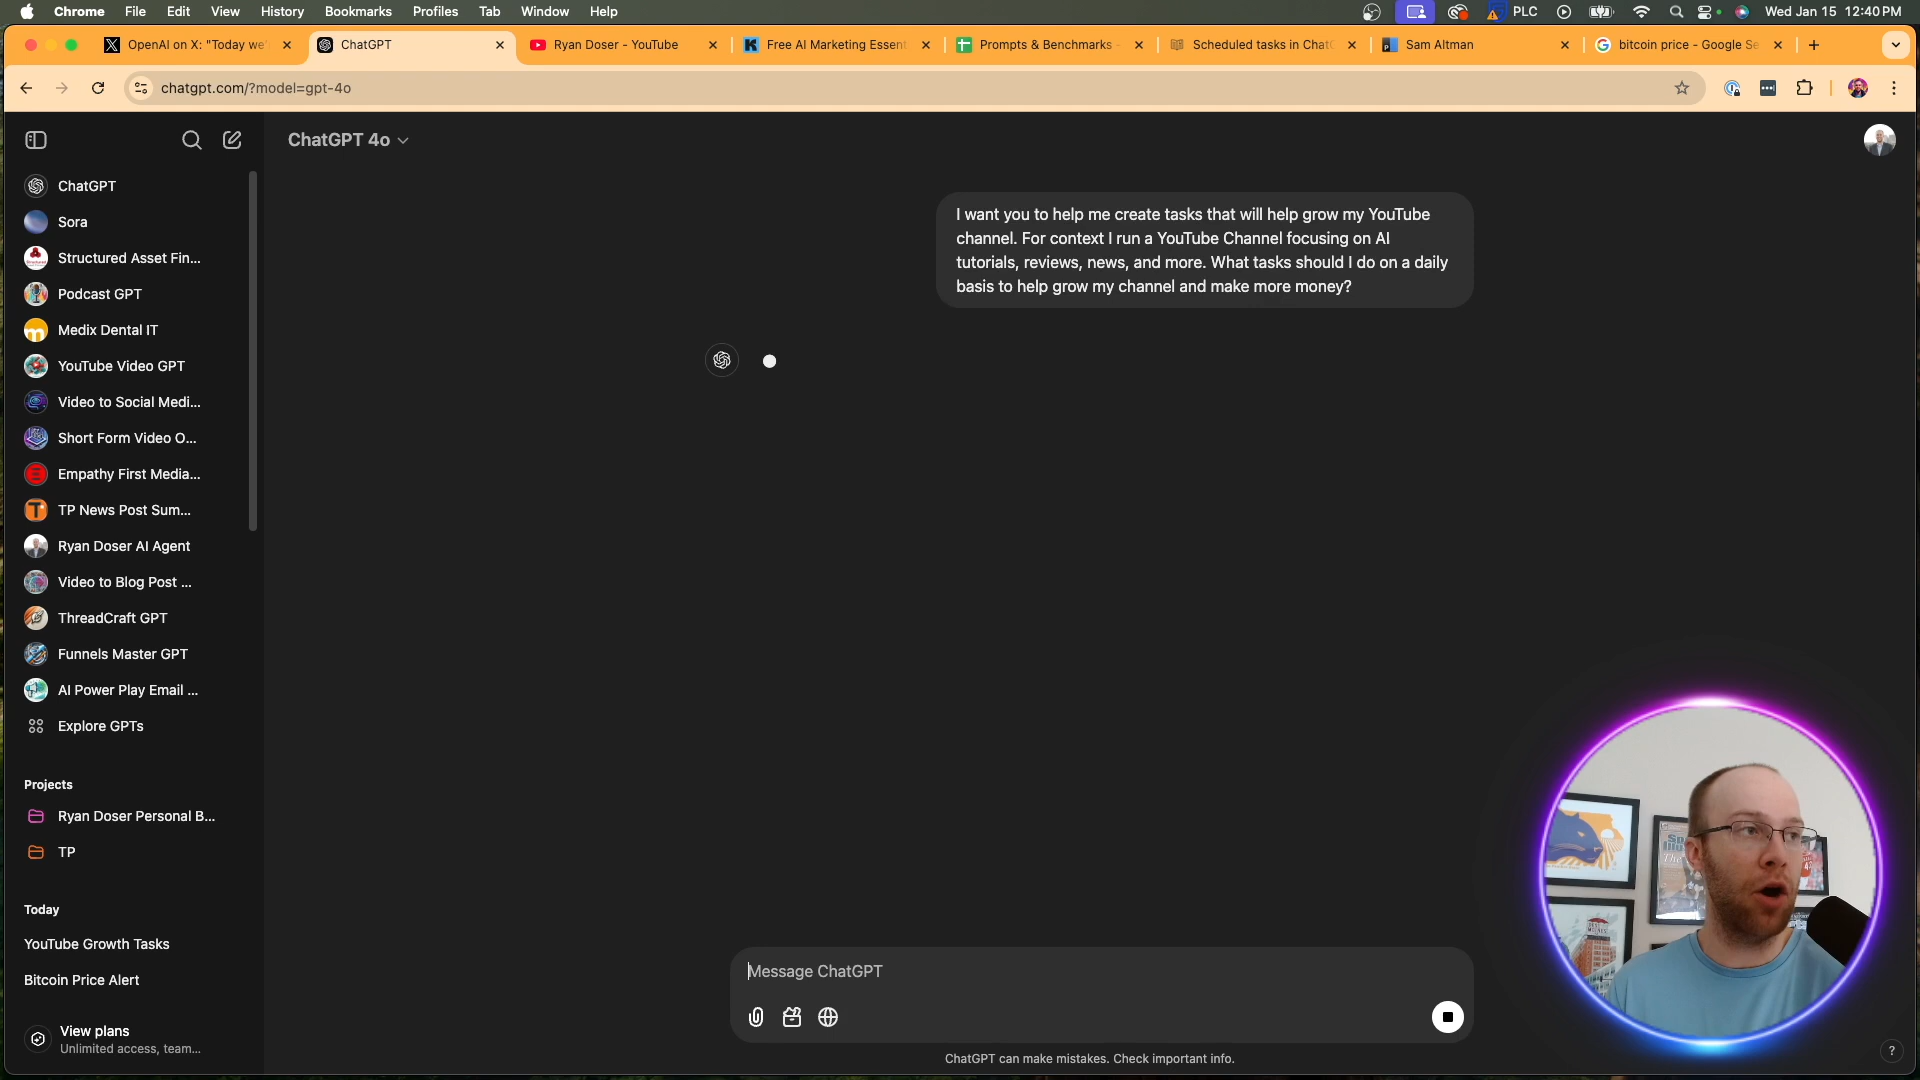 Chrome File Edit View History Bookmarks Profiles Tab Window Help
PLC Wed Jan 15 12:40 PM
OpenAI on X: "Today we'
ChatGPT
Ryan Doser - YouTube
Free AI Marketing Essent
Prompts & Benchmarks -
Scheduled tasks in ChatG
Sam Altman
bitcoin price - Google Se
chatgpt.com/?model=gpt-4o
ChatGPT 4o
ChatGPT
Sora
Structured Asset Fin...
Podcast GPT
Medix Dental IT
YouTube Video GPT
Video to Social Medi...
Short Form Video O...
Empathy First Media...
TP News Post Sum...
Ryan Doser AI Agent
Video to Blog Post ...
ThreadCraft GPT
Funnels Master GPT
AI Power Play Email ...
Explore GPTs
Projects
Ryan Doser Personal B...
TP
Today
YouTube Growth Tasks
Bitcoin Price Alert
View plans
Unlimited access, team...
I want you to help me create tasks that will help grow my YouTube
channel. For context I run a YouTube Channel focusing on AI
tutorials, reviews, news, and more. What tasks should I do on a daily
basis to help grow my channel and make more money?
Message ChatGPT
ChatGPT can make mistakes. Check important info.
?